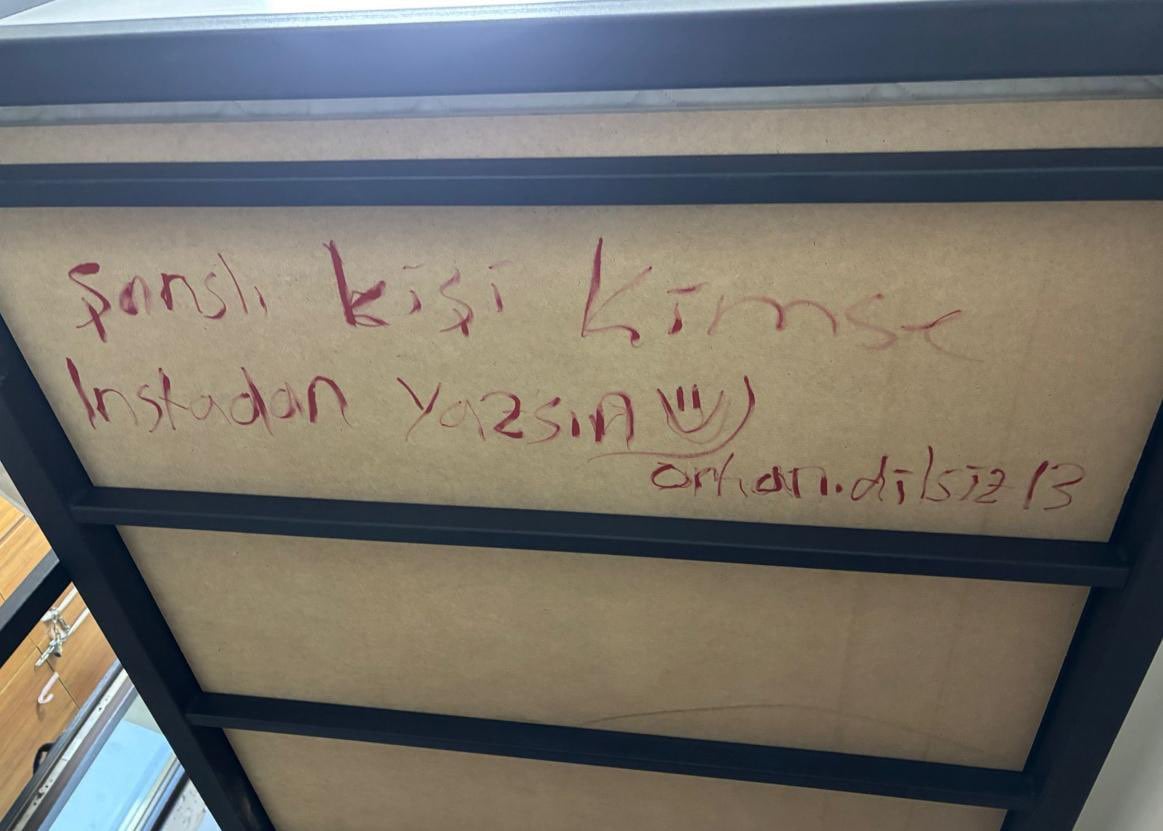 Şanslı kişi kimse
Instadan yazsın
orhan.dilsiz13